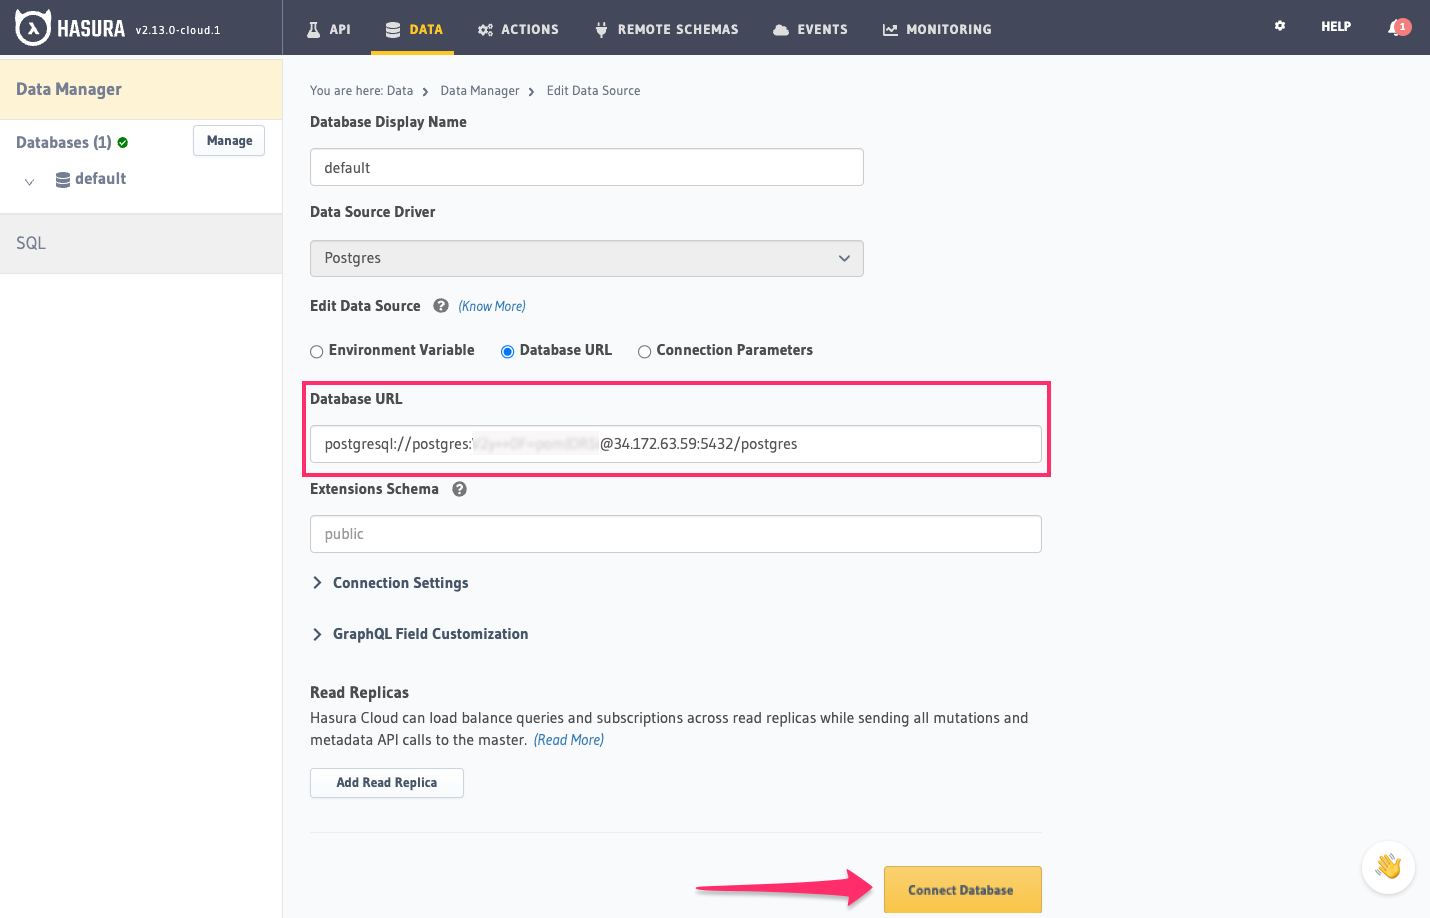 HASURA v2.13.0-cloud.1
API DATA ACTIONS REMOTE SCHEMAS EVENTS MONITORING
HELP 1
Data Manager
Databases (1) Manage
default
SQL
You are here: Data > Data Manager > Edit Data Source
Database Display Name
default
Data Source Driver
Postgres
Edit Data Source ? (Know More)
Environment Variable Database URL Connection Parameters
Database URL
postgresql://postgres: @34.172.63.59:5432/postgres
Extensions Schema ?
public
Connection Settings
GraphQL Field Customization
Read Replicas
Hasura Cloud can load balance queries and subscriptions across read replicas while sending all mutations and
metadata API calls to the master. (Read More)
Add Read Replica
Connect Database